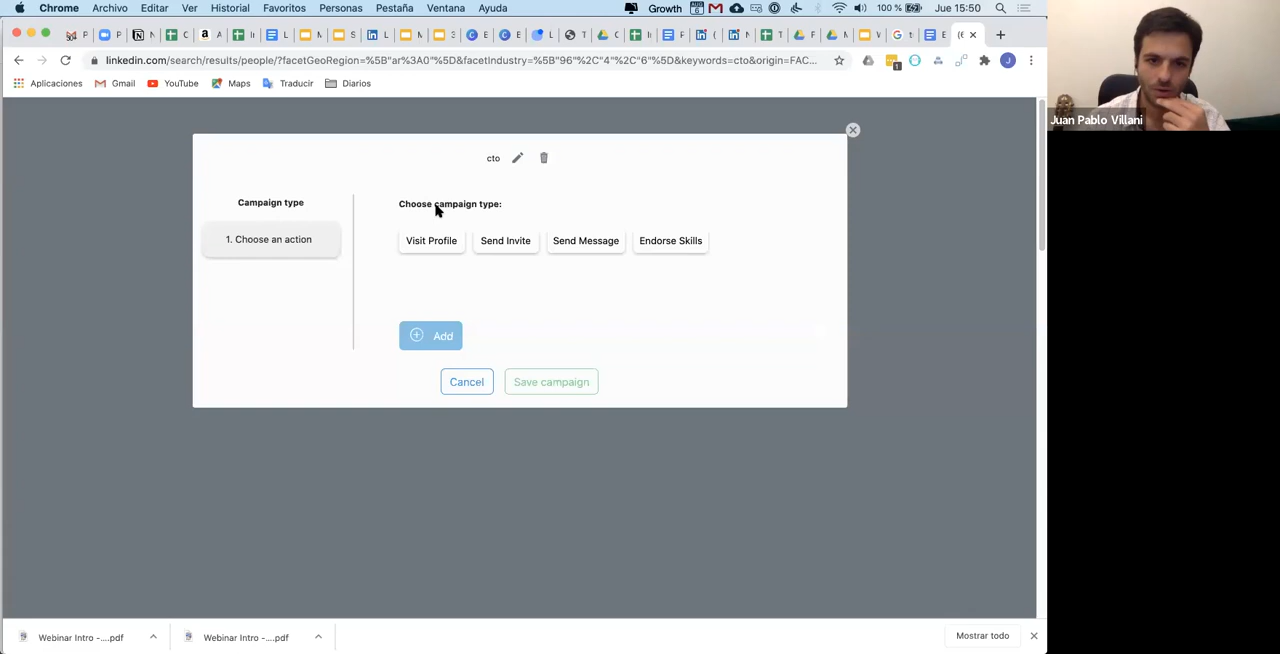 Chrome Archivo Editar Ver Historial Favoritos Personas Pestaña Ventana Ayuda Growth 100 % Jue 15:50
linkedin.com/search/results/people/?facetGeoRegion=%5B"ar%3A0"%5D&facetIndustry=%5B"96"%2C"4"%2C"6"%5D&keywords=cto&origin=FAC...
Aplicaciones Gmail YouTube Maps Traducir Diarios
Juan Pablo Villani
cto
Campaign type
Choose campaign type:
1. Choose an action
Visit Profile Send Invite Send Message Endorse Skills
Add
Cancel Save campaign
Webinar Intro -....pdf Webinar Intro -....pdf Mostrar todo